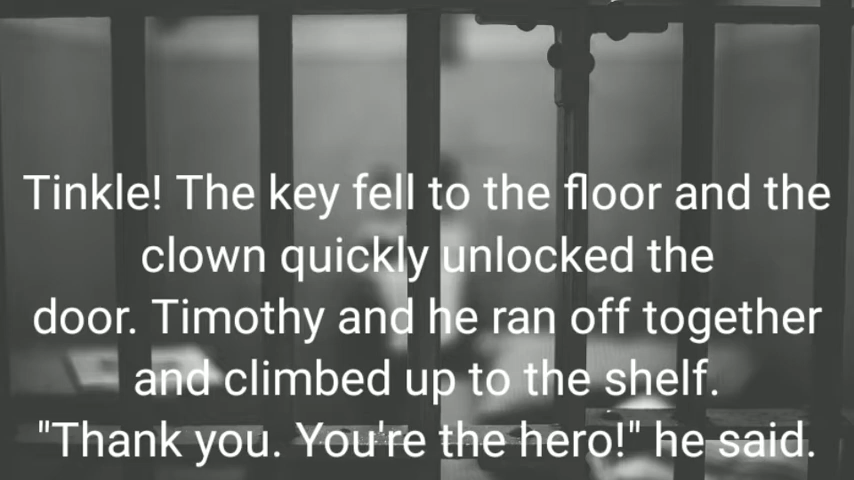 Tinkle! The key fell to the floor and the
clown quickly unlocked the
door. Timothy and he ran off together
and climbed up to the shelf.
"Thank you. You're the hero!" he said.